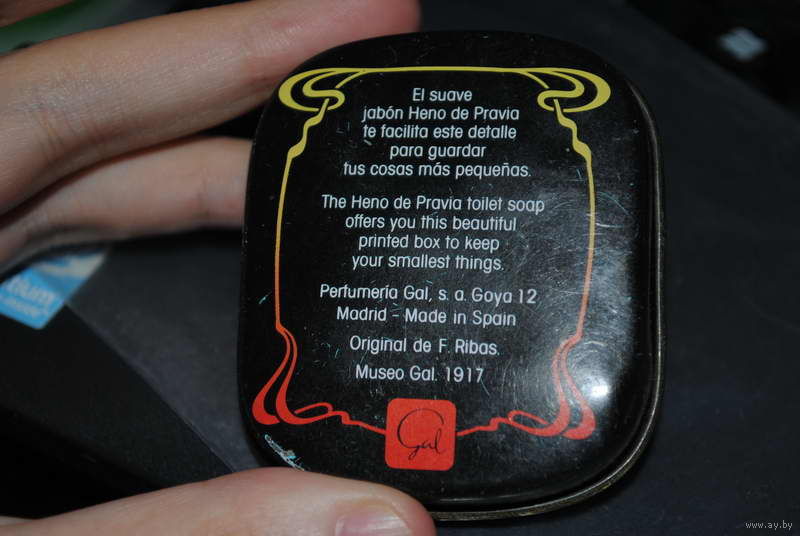 El suave
jabón Heno de Pravia
te facilita este detalle
para guardar
tus cosas más pequeñas.
The Heno de Pravia toilet soap
offers you this beautiful
printed box to keep
your smallest things.
Perfumería Gal, s. a. Goya 12
Madrid - Made in Spain
Original de F. Ribas.
Museo Gal. 1917
Gal
www.ay.by